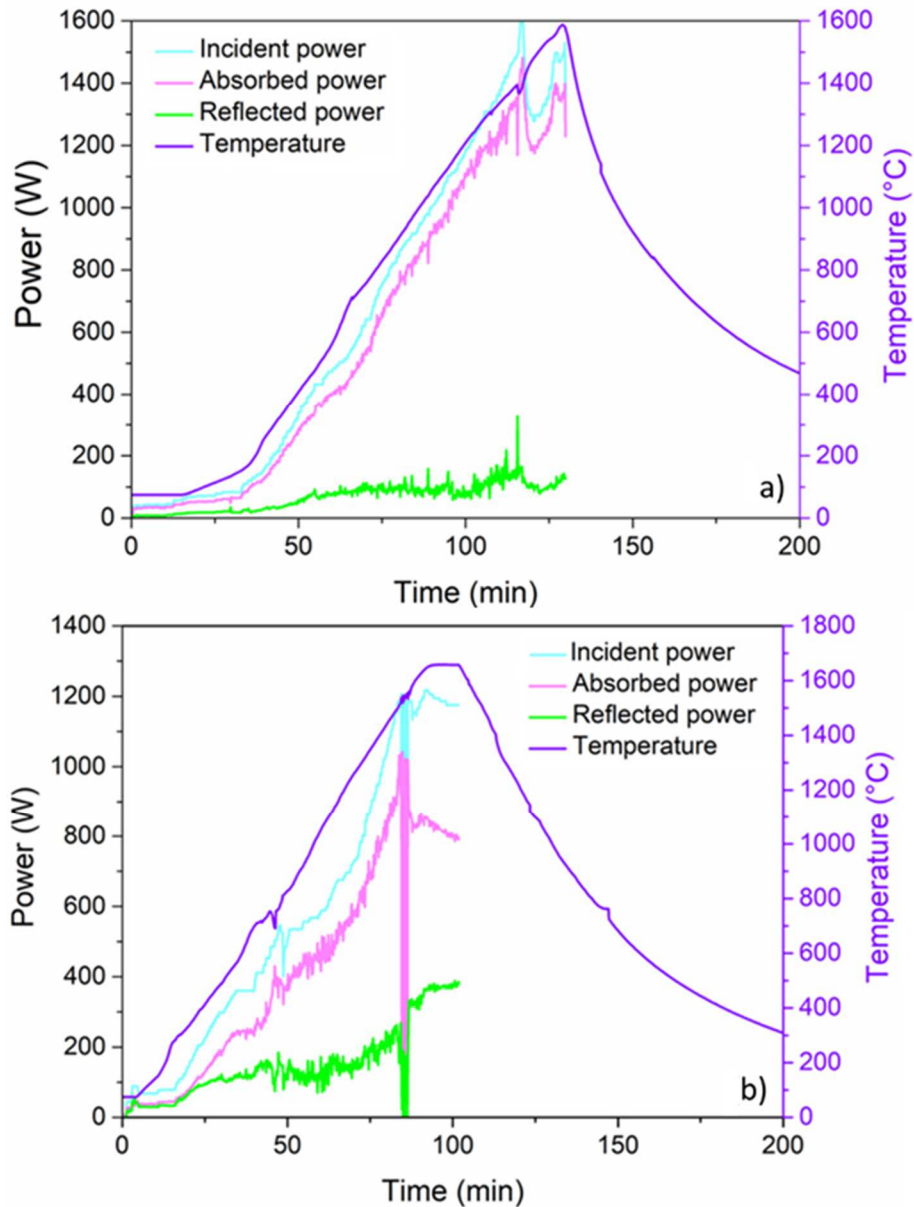 1600
1400
1200
1000
800
600
400
200
0
Power (W)
Incident power
Absorbed power
Reflected power
Temperature
1600
1400
1200
1000
800
600
400
200
0
Temperature (°C)
a)
0
50
100
150
200
Time (min)
1400
1200
1000
800
600
400
200
0
Power (W)
Incident power
Absorbed power
Reflected power
Temperature
1800
1600
1400
1200
1000
800
600
400
200
0
Temperature (°C)
b)
0
50
100
150
200
Time (min)